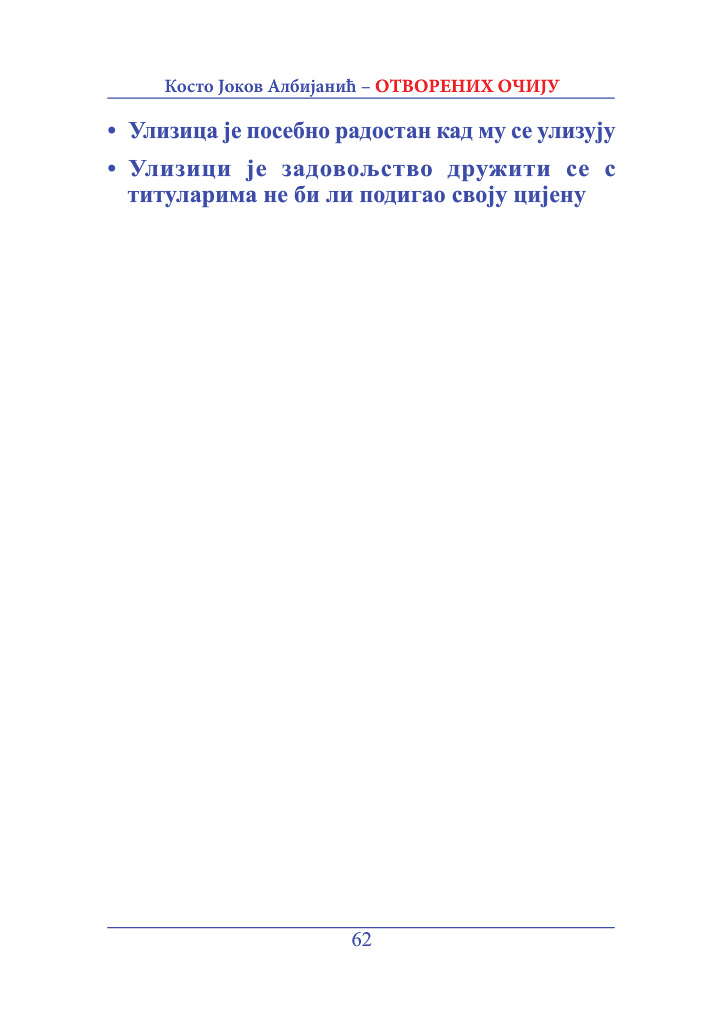 Косто Јоков Албијанић – ОТВОРЕНИХ ОЧИЈУ
• Улизица је посебно радостан кад му се улизују
• Улизици је задовољство дружити се с
титуларима не би ли подигао своју цијену
62